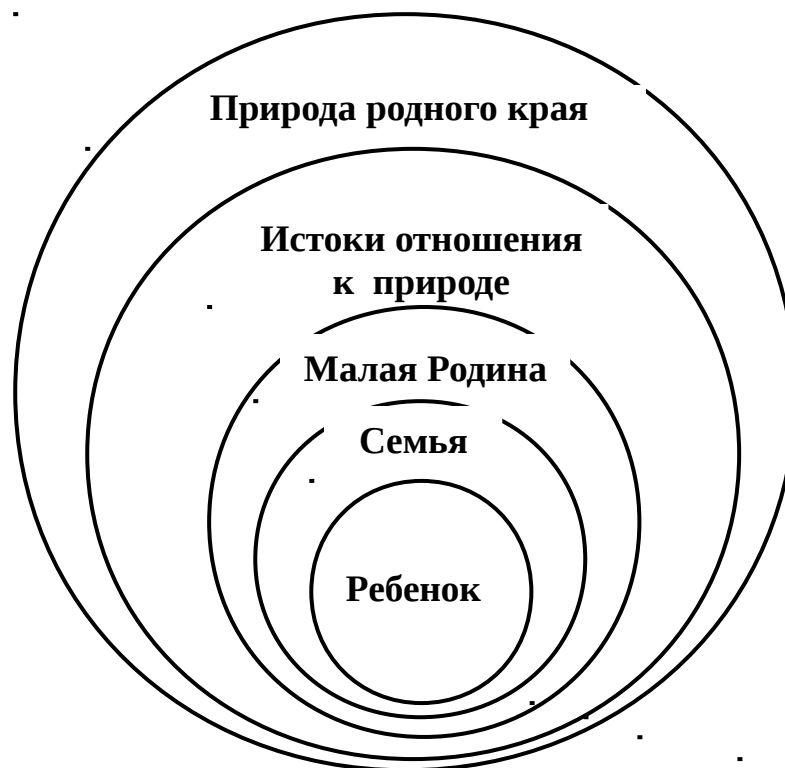 Природа родного края
Истоки отношения
к природе
Малая Родина
Семья
Ребенок